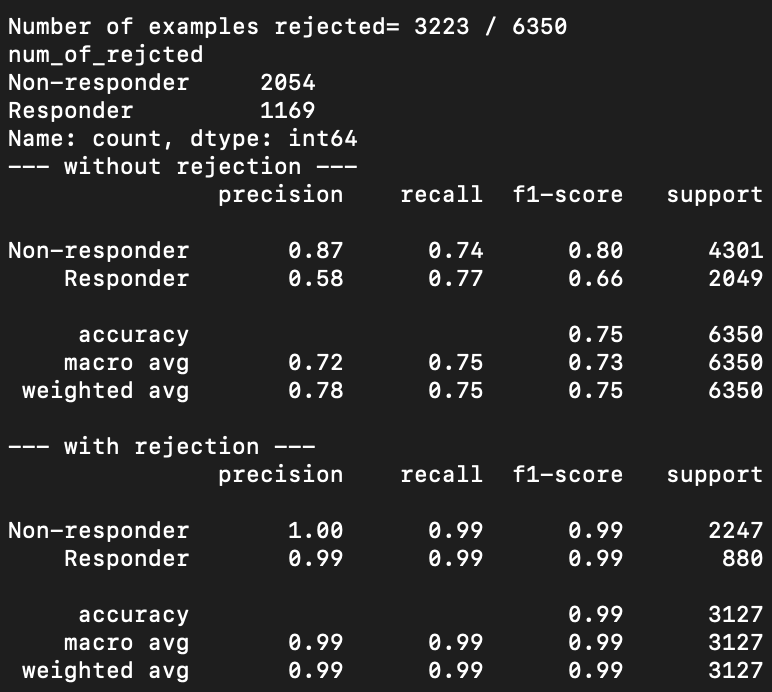 Number of examples rejected= 3223 / 6350
num_of_rejcted
Non-responder     2054
Responder         1169
Name: count, dtype: int64
--- without rejection ---
               precision    recall  f1-score   support

Non-responder       0.87      0.74      0.80      4301
    Responder       0.58      0.77      0.66      2049

     accuracy                           0.75      6350
    macro avg       0.72      0.75      0.73      6350
 weighted avg       0.78      0.75      0.75      6350

--- with rejection ---
               precision    recall  f1-score   support

Non-responder       1.00      0.99      0.99      2247
    Responder       0.99      0.99      0.99       880

     accuracy                           0.99      3127
    macro avg       0.99      0.99      0.99      3127
 weighted avg       0.99      0.99      0.99      3127